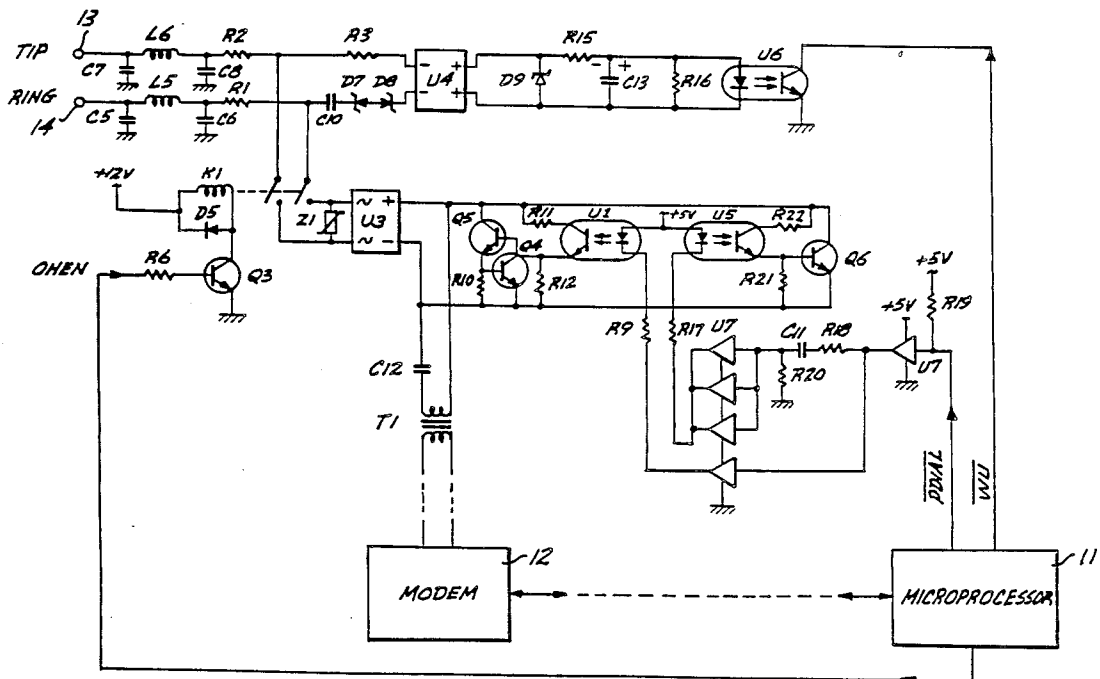 13
TIP
L6
R2
R3
C7
C8
U4
R15
U6
D9
C13
R16
RING
L5
R1
D7
D8
C5
C6
C10
14
+12V
K1
D5
Z1
U3
Q5
R11
U1
+5V
U5
R22
Q4
Q6
OHEN
R6
Q3
R10
R12
R21
+5V
R9
R17
U7
C11
R18
+5V
R19
U7
R20
C12
T1
PDIAL
WU
12
MODEM
11
MICROPROCESSOR